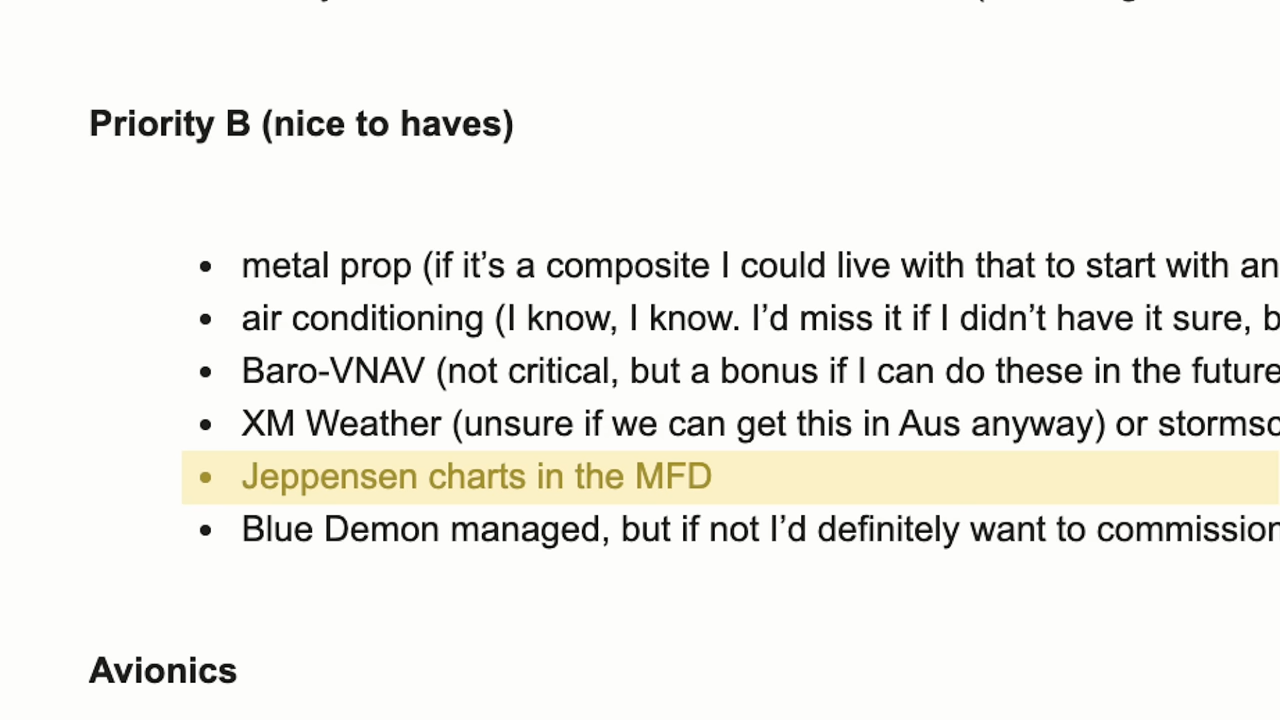 Priority B (nice to haves)
• metal prop (if it’s a composite I could live with that to start with an
• air conditioning (I know, I know. I’d miss it if I didn’t have it sure, b
• Baro-VNAV (not critical, but a bonus if I can do these in the future
• XM Weather (unsure if we can get this in Aus anyway) or stormsc
• Jeppensen charts in the MFD
• Blue Demon managed, but if not I’d definitely want to commission
Avionics